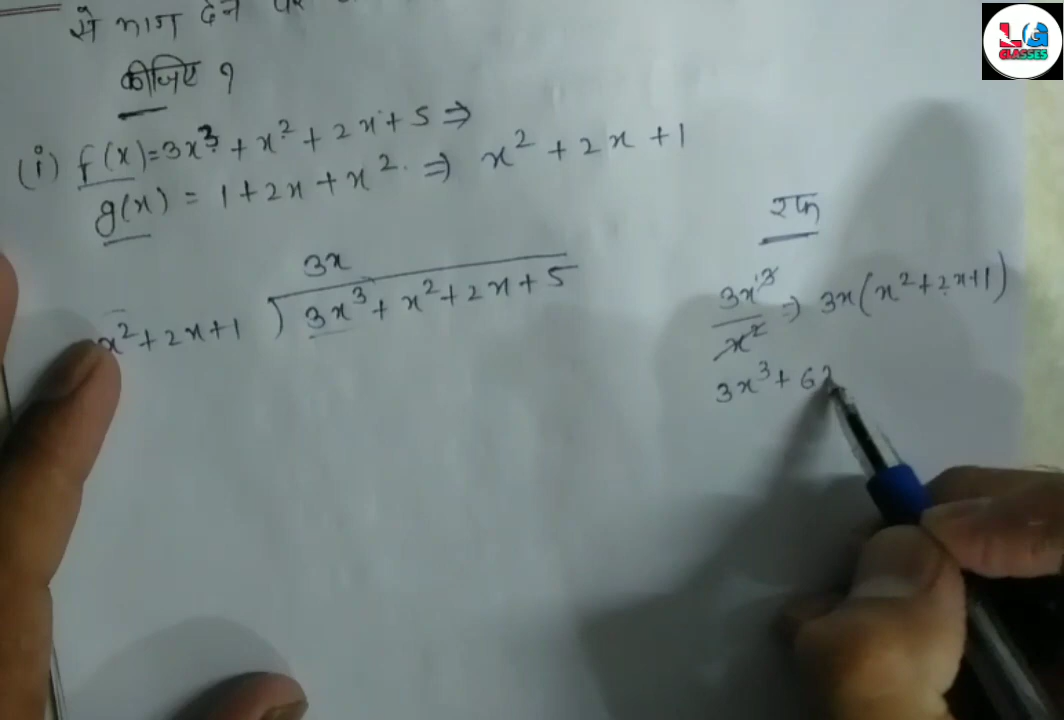 से भाग देने पर
कीजिए ?
(i) f(x)=3x³ + x² + 2x + 5 ⇒
g(x) = 1 + 2x + x² ⇒ x² + 2x + 1
रफ
3x
x² + 2x + 1 ) 3x³ + x² + 2x + 5
3x³
x² ⇒ 3x(x² + 2x + 1)
3x³ + 6
LG
CLASSES